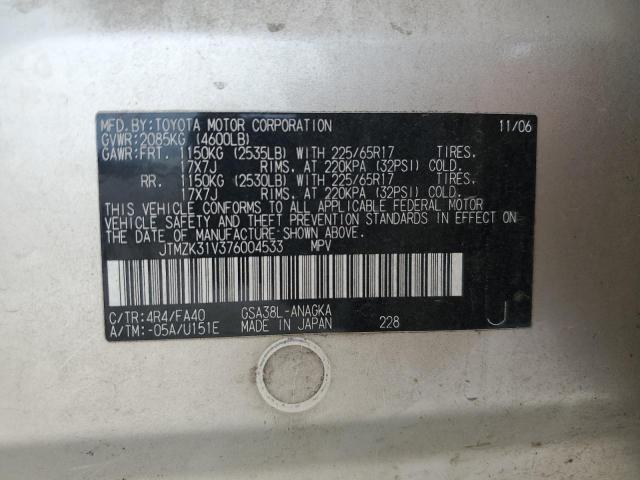 MFD.BY:TOYOTA MOTOR CORPORATION 11/06
GVWR:2085KG (4600LB)
GAWR:FRT. 1150KG (2535LB) WITH 225/65R17 TIRES.
17X7J RIMS. AT 220KPA (32PSI) COLD.
RR. 1150KG (2530LB) WITH 225/65R17 TIRES.
17X7J RIMS. AT 220KPA (32PSI) COLD.
THIS VEHICLE CONFORMS TO ALL APPLICABLE FEDERAL MOTOR
VEHICLE SAFETY AND THEFT PREVENTION STANDARDS IN EFFECT ON
THE DATE OF MANUFACTURE SHOWN ABOVE.
JTMZK31V376004533 MPV
C/TR:4R4/FA40 GSA38L-ANAGKA
A/TM:-05A/U151E MADE IN JAPAN 228 J